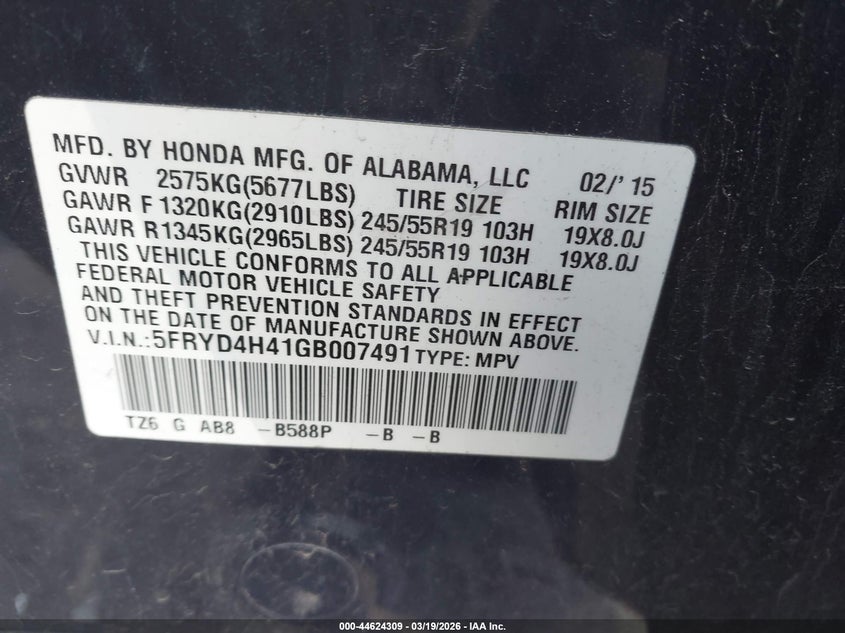 MFD. BY HONDA MFG. OF ALABAMA, LLC 02/' 15
GVWR 2575KG(5677LBS) TIRE SIZE RIM SIZE
GAWR F 1320KG(2910LBS) 245/55R19 103H 19X8.0J
GAWR R1345KG(2965LBS) 245/55R19 103H 19X8.0J
THIS VEHICLE CONFORMS TO ALL APPLICABLE
FEDERAL MOTOR VEHICLE SAFETY
AND THEFT PREVENTION STANDARDS IN EFFECT
ON THE DATE OF MANUFACTURE SHOWN ABOVE.
V.I.N.:5FRYD4H41GB007491 TYPE: MPV
TZ6 G AB8 -B588P -B -B
000-44624309 | 03/19/2026 - IAA Inc.